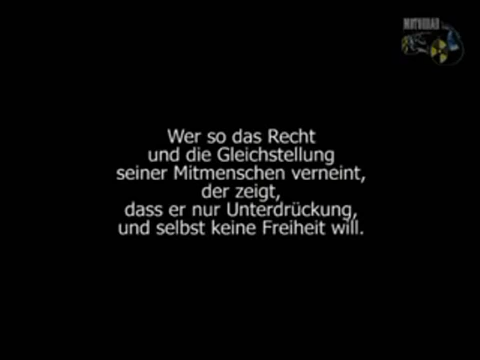 Wer so das Recht
und die Gleichstellung
seiner Mitmenschen verneint,
der zeigt,
dass er nur Unterdrückung,
und selbst keine Freiheit will.